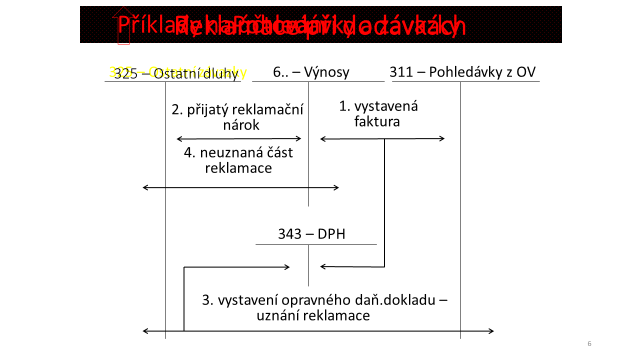 325 – Ostatní dluhy
6.. – Výnosy
311 – Pohledávky z OV
2. přijatý reklamační
nárok
1. vystavená
faktura
4. neuznaná část
reklamace
343 – DPH
3. vystavení opravného daň.dokladu –
uznání reklamace
6